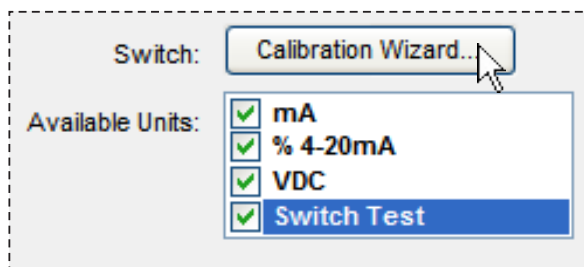 Switch: Calibration Wizard...
Available Units:
mA
% 4-20mA
VDC
Switch Test